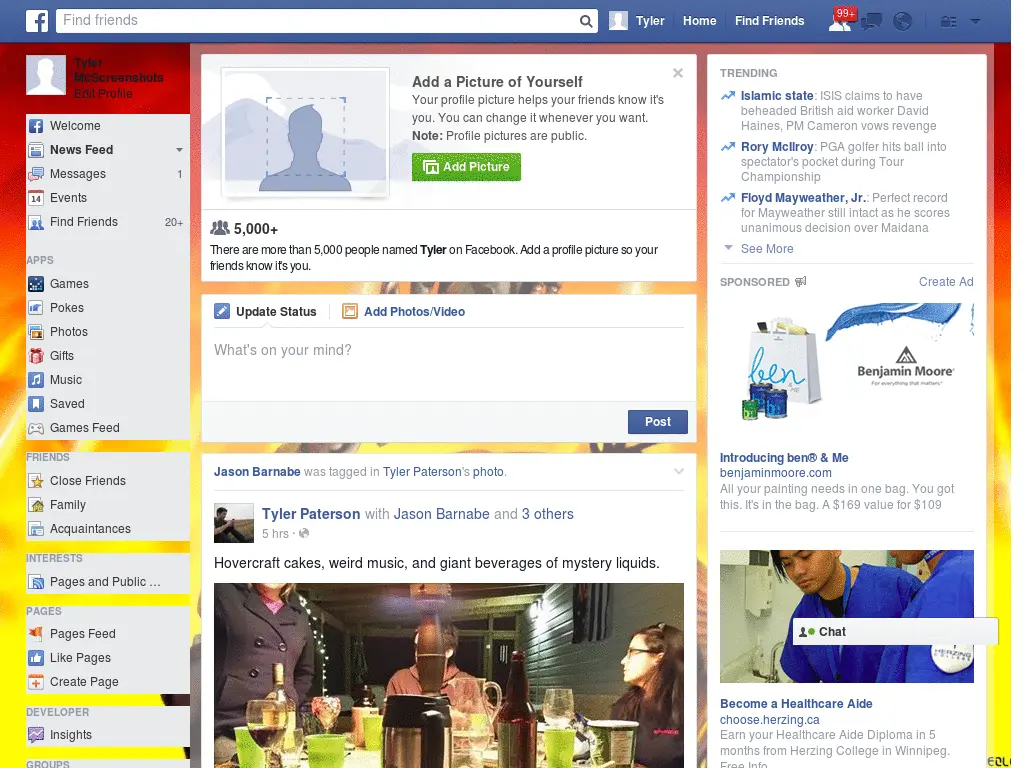 Find friends
Tyler
Home
Find Friends
99+
Tyler
McScreenshots
Edit Profile
Welcome
News Feed
Messages 1
14 Events
Find Friends 20+
APPS
Games
Pokes
Photos
Gifts
Music
Saved
Games Feed
FRIENDS
Close Friends
Family
Acquaintances
INTERESTS
Pages and Public ...
PAGES
Pages Feed
Like Pages
Create Page
DEVELOPER
Insights
GROUPS
Add a Picture of Yourself
Your profile picture helps your friends know it's
you. You can change it whenever you want.
Note: Profile pictures are public.
Add Picture
5,000+
There are more than 5,000 people named Tyler on Facebook. Add a profile picture so your
friends know it's you.
Update Status
Add Photos/Video
What's on your mind?
Post
Jason Barnabe was tagged in Tyler Paterson's photo.
Tyler Paterson with Jason Barnabe and 3 others
5 hrs ·
Hovercraft cakes, weird music, and giant beverages of mystery liquids.
TRENDING
Islamic state: ISIS claims to have
beheaded British aid worker David
Haines, PM Cameron vows revenge
Rory McIlroy: PGA golfer hits ball into
spectator's pocket during Tour
Championship
Floyd Mayweather, Jr.: Perfect record
for Mayweather still intact as he scores
unanimous decision over Maidana
See More
SPONSORED
Create Ad
ben
& ME
Benjamin Moore®
For everything that matters.®
Introducing ben® & Me
benjaminmoore.com
All your painting needs in one bag. You got
this. It's in the bag. A $169 value for $109
Chat
HERZING
COLLEGE
Become a Healthcare Aide
choose.herzing.ca
Earn your Healthcare Aide Diploma in 5
months from Herzing College in Winnipeg.
Free Info